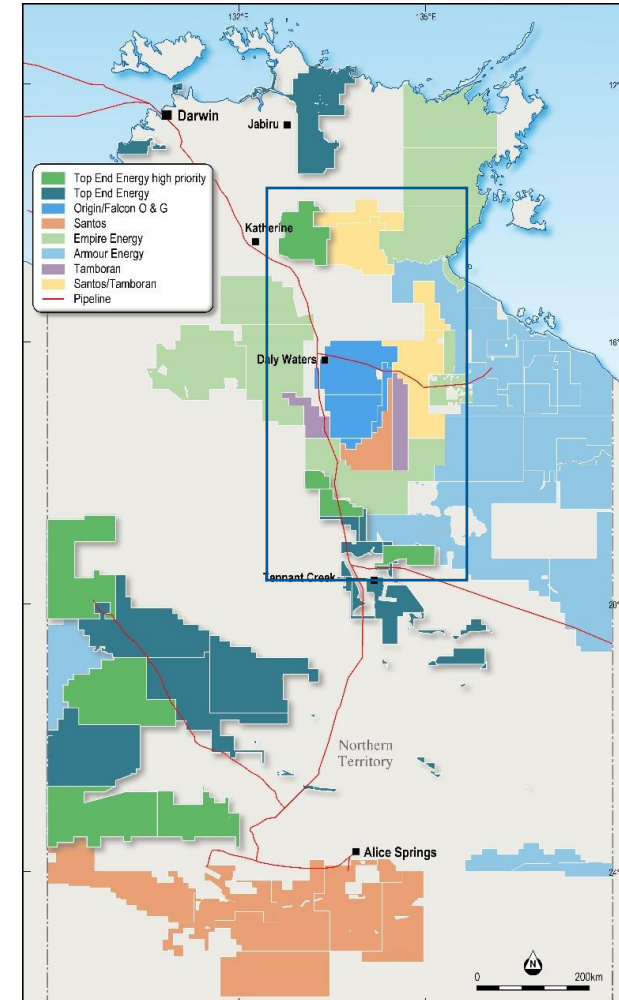 132°E
135°E
12°
Darwin
Jabiru
Top End Energy high priority
Top End Energy
Origin/Falcon O & G
Santos
Empire Energy
Armour Energy
Tamboran
Santos/Tamboran
Pipeline
Katherine
16°
Daly Waters
Tennant Creek
20°
Northern
Territory
Alice Springs
24°
N
0
200km